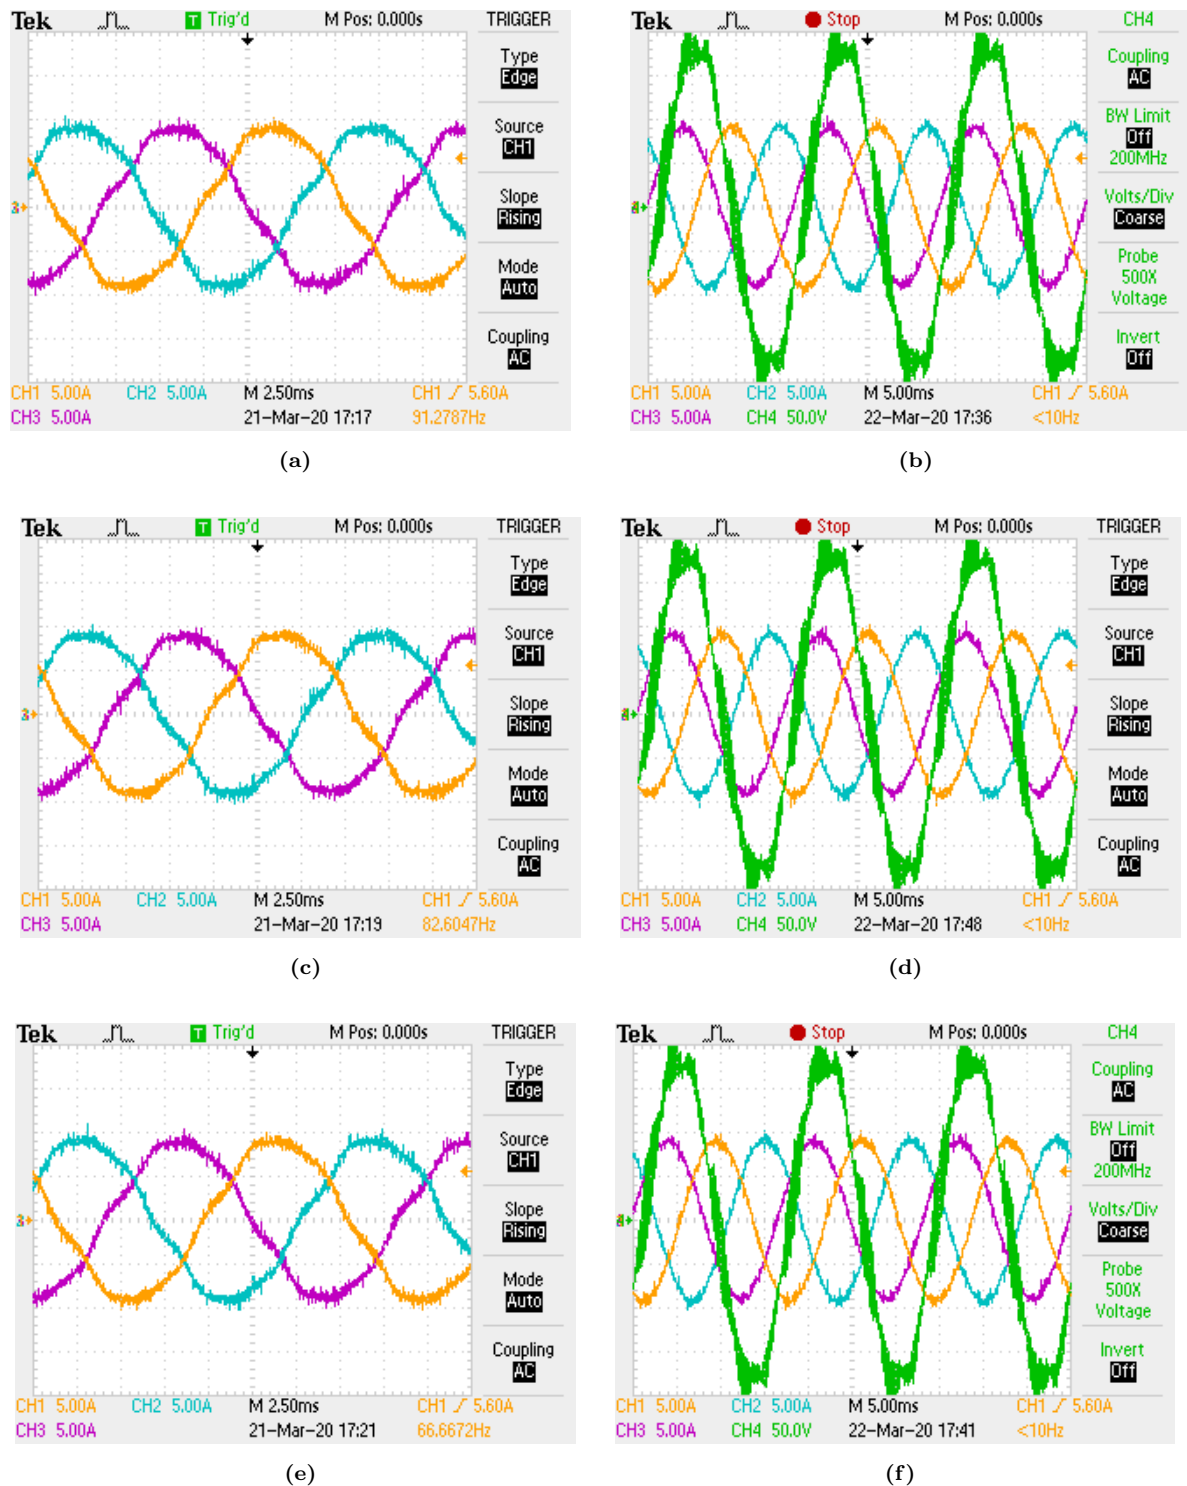 Tek T Trig'd M Pos: 0.000s TRIGGER
Type
Edge
Source
CH1
Slope
Rising
Mode
Auto
Coupling
AC
CH1 5.00A CH2 5.00A M 2.50ms CH1 5.60A
CH3 5.00A 21-Mar-20 17:17 91.2787Hz
(a)
Tek Stop M Pos: 0.000s CH4
Coupling
AC
BW Limit
Off
200MHz
Volts/Div
Coarse
Probe
500X
Voltage
Invert
Off
CH1 5.00A CH2 5.00A M 5.00ms CH1 5.60A
CH3 5.00A CH4 50.0V 22-Mar-20 17:36 <10Hz
(b)
Tek T Trig'd M Pos: 0.000s TRIGGER
Type
Edge
Source
CH1
Slope
Rising
Mode
Auto
Coupling
AC
CH1 5.00A CH2 5.00A M 2.50ms CH1 5.60A
CH3 5.00A 21-Mar-20 17:19 82.6047Hz
(c)
Tek Stop M Pos: 0.000s TRIGGER
Type
Edge
Source
CH1
Slope
Rising
Mode
Auto
Coupling
AC
CH1 5.00A CH2 5.00A M 5.00ms CH1 5.60A
CH3 5.00A CH4 50.0V 22-Mar-20 17:48 <10Hz
(d)
Tek T Trig'd M Pos: 0.000s TRIGGER
Type
Edge
Source
CH1
Slope
Rising
Mode
Auto
Coupling
AC
CH1 5.00A CH2 5.00A M 2.50ms CH1 5.60A
CH3 5.00A 21-Mar-20 17:21 66.6672Hz
(e)
Tek Stop M Pos: 0.000s CH4
Coupling
AC
BW Limit
Off
200MHz
Volts/Div
Coarse
Probe
500X
Voltage
Invert
Off
CH1 5.00A CH2 5.00A M 5.00ms CH1 5.60A
CH3 5.00A CH4 50.0V 22-Mar-20 17:41 <10Hz
(f)